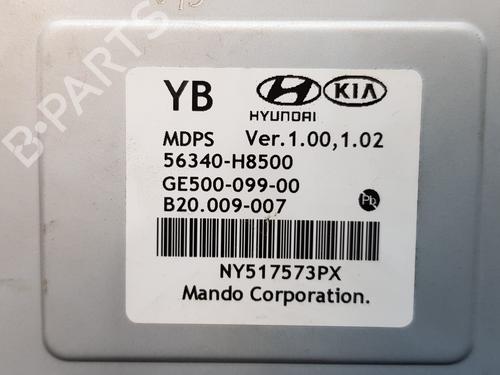 B-PARTS
YB HYUNDAI KIA
MDPS Ver.1.00,1.02
56340-H8500
GE500-099-00
B20.009-007 Pb
NY517573PX
Mando Corporation.